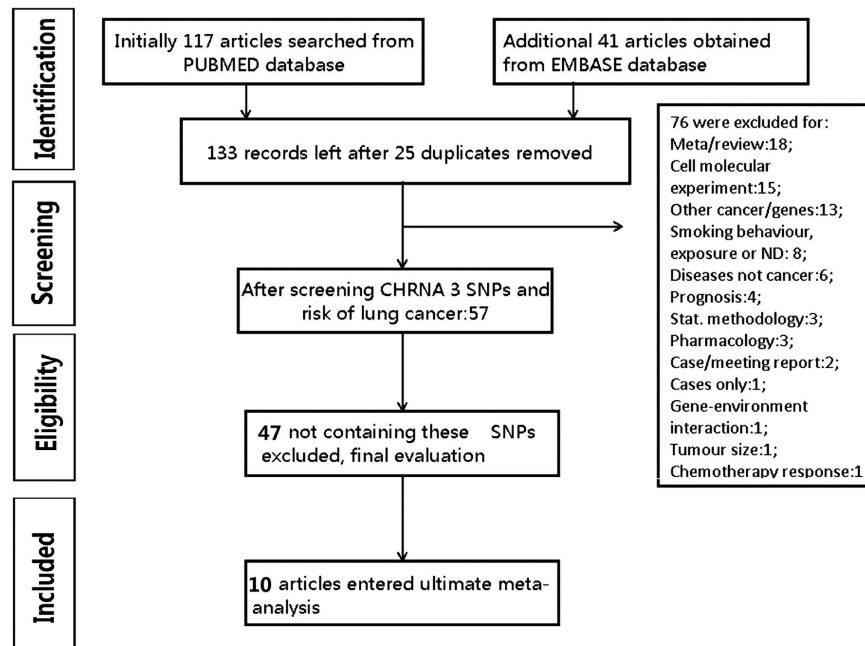 Identification
Initially 117 articles searched from
PUBMED database
Additional 41 articles obtained
from EMBASE database
133 records left after 25 duplicates removed
Screening
76 were excluded for:
Meta/review:18;
Cell molecular
experiment:15;
Other cancer/genes:13;
Smoking behaviour,
exposure or ND: 8;
Diseases not cancer:6;
Prognosis:4;
Stat. methodology:3;
Pharmacology:3;
Case/meeting report:2;
Cases only:1;
Gene-environment
interaction:1;
Tumour size:1;
Chemotherapy response:1
After screening CHRNA 3 SNPs and
risk of lung cancer:57
Eligibility
47 not containing these SNPs
excluded, final evaluation
Included
10 articles entered ultimate meta-
analysis